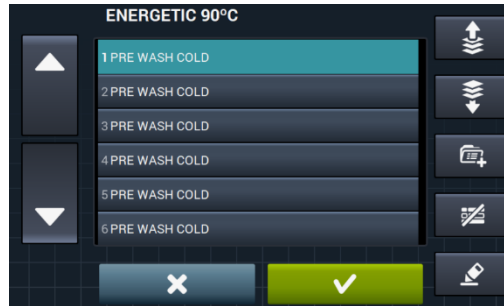 ENERGETIC 90ºC
1 PRE WASH COLD
2 PRE WASH COLD
3 PRE WASH COLD
4 PRE WASH COLD
5 PRE WASH COLD
6 PRE WASH COLD